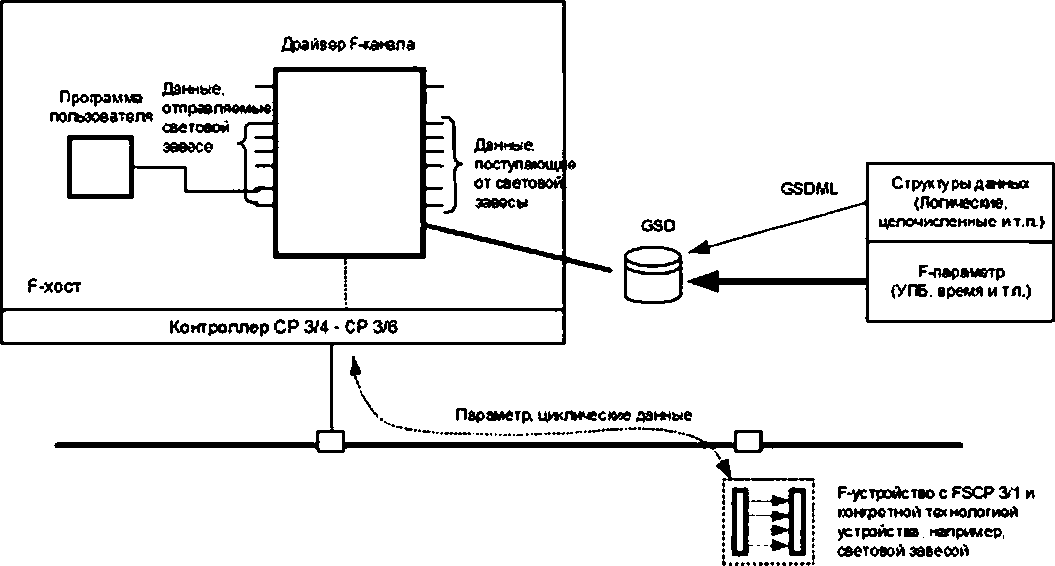 Драйвер F-канала
Программа
пользователя
Данные,
отправляемые
световой
завесе
Данные,
поступающие
от световой
завесы
F-хост
Контроллер CP 3/4 - CP 3/6
GSD
GSDML
Структуры данных
(Логические,
целочисленные и т.п.)
F-параметр
(УПБ, время и т.п.)
Параметр, циклические данные
F-устройство с FSCP 3/1 и
конкретной технологией
устройства, например,
световой завесой